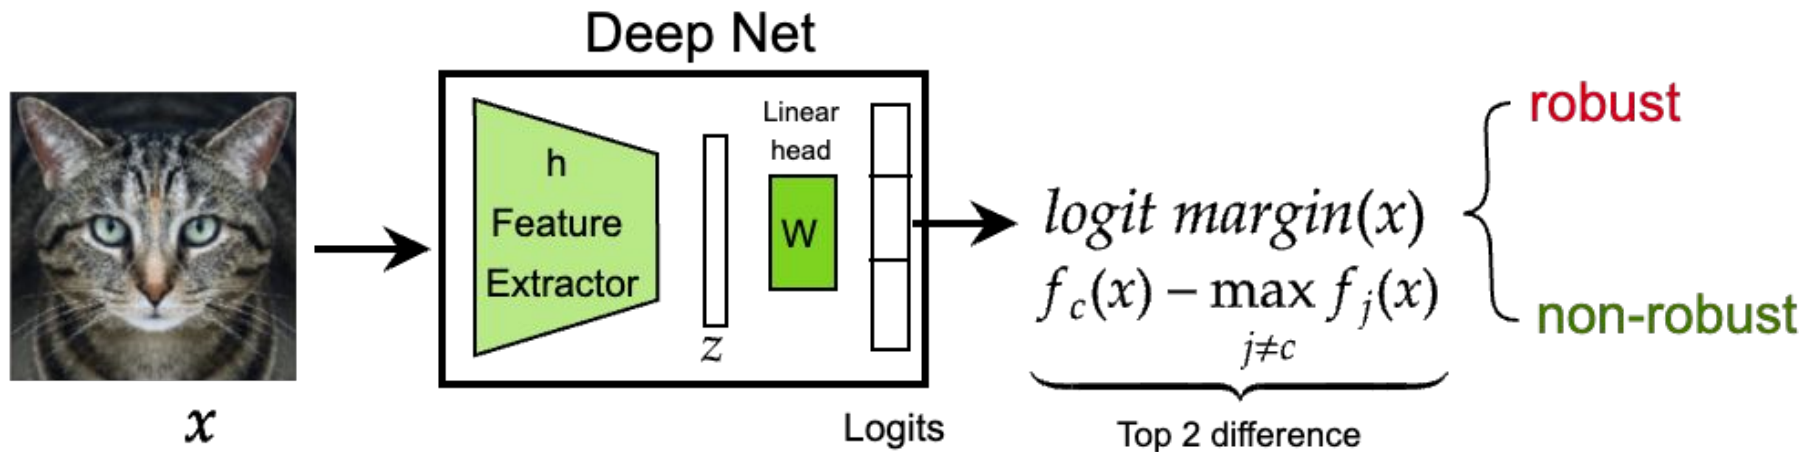 Deep Net
x
h
Feature
Extractor
z
Linear
head
W
Logits
logit margin(x)
f_c(x) − max f_j(x)
j≠c
Top 2 difference
robust
non-robust